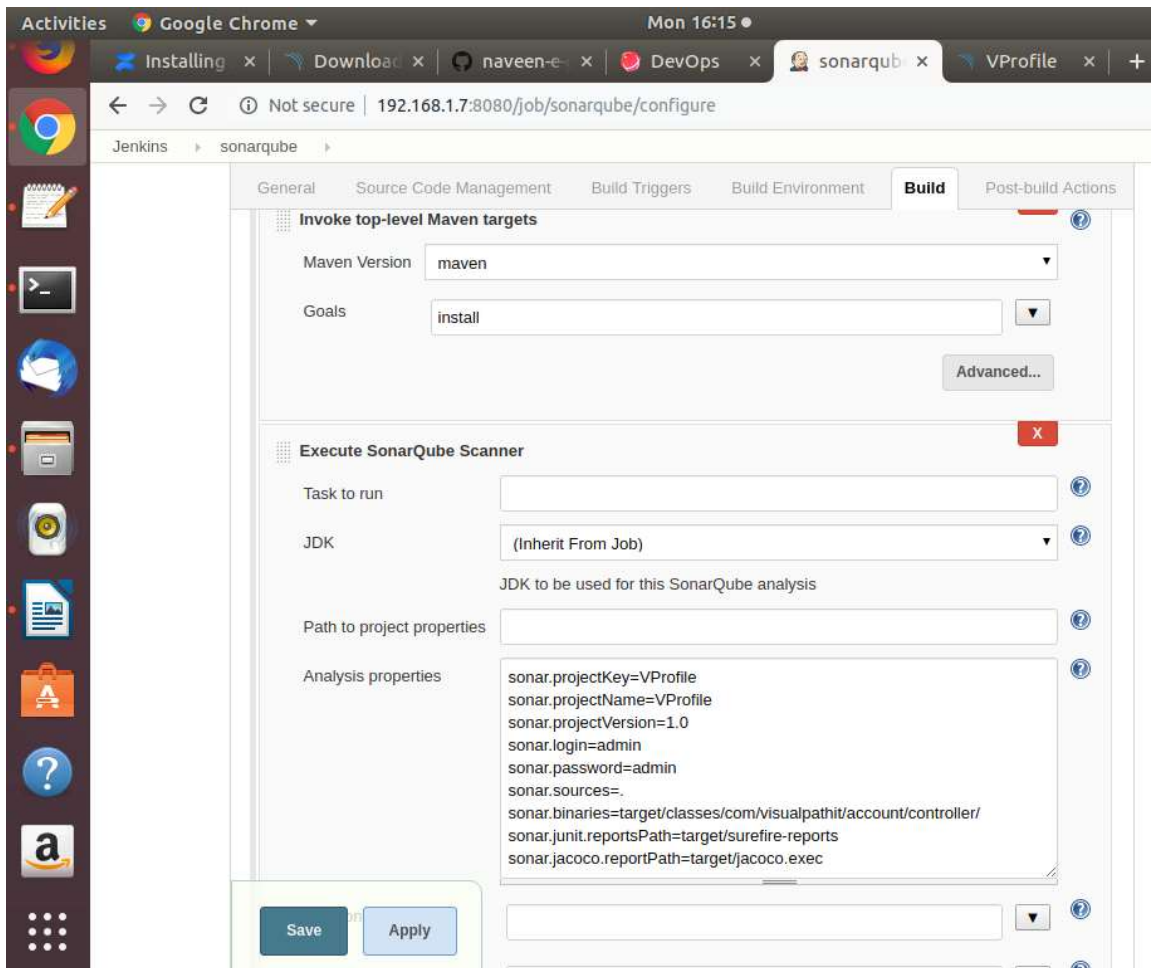 Activities Google Chrome ▾ Mon 16:15 ●
Installing × Download × naveen-e- × DevOps × sonarqub × VProfile × +
Not secure | 192.168.1.7:8080/job/sonarqube/configure
Jenkins sonarqube
General Source Code Management Build Triggers Build Environment Build Post-build Actions
Invoke top-level Maven targets
Maven Version maven
Goals install
Advanced...
X
Execute SonarQube Scanner
Task to run
JDK (Inherit From Job)
JDK to be used for this SonarQube analysis
Path to project properties
Analysis properties sonar.projectKey=VProfile
sonar.projectName=VProfile
sonar.projectVersion=1.0
sonar.login=admin
sonar.password=admin
sonar.sources=.
sonar.binaries=target/classes/com/visualpathit/account/controller/
sonar.junit.reportsPath=target/surefire-reports
sonar.jacoco.reportPath=target/jacoco.exec
Save Apply